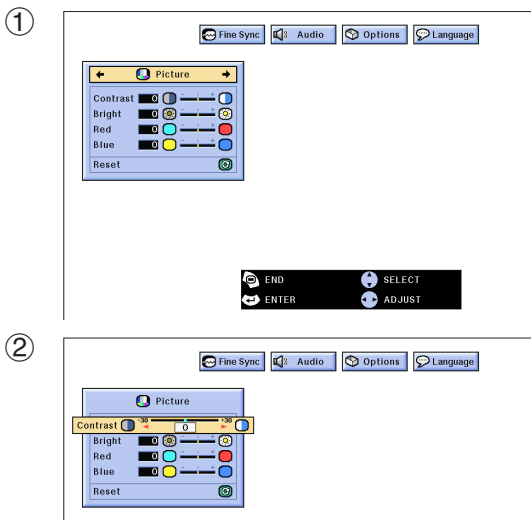 ①
Fine Sync Audio Options Language
Picture
Contrast 0 - +
Bright 0 - +
Red 0 - +
Blue 0 - +
Reset
END SELECT
ENTER ADJUST
②
Fine Sync Audio Options Language
Picture
Contrast -30 0 +30
Bright 0 - +
Red 0 - +
Blue 0 - +
Reset